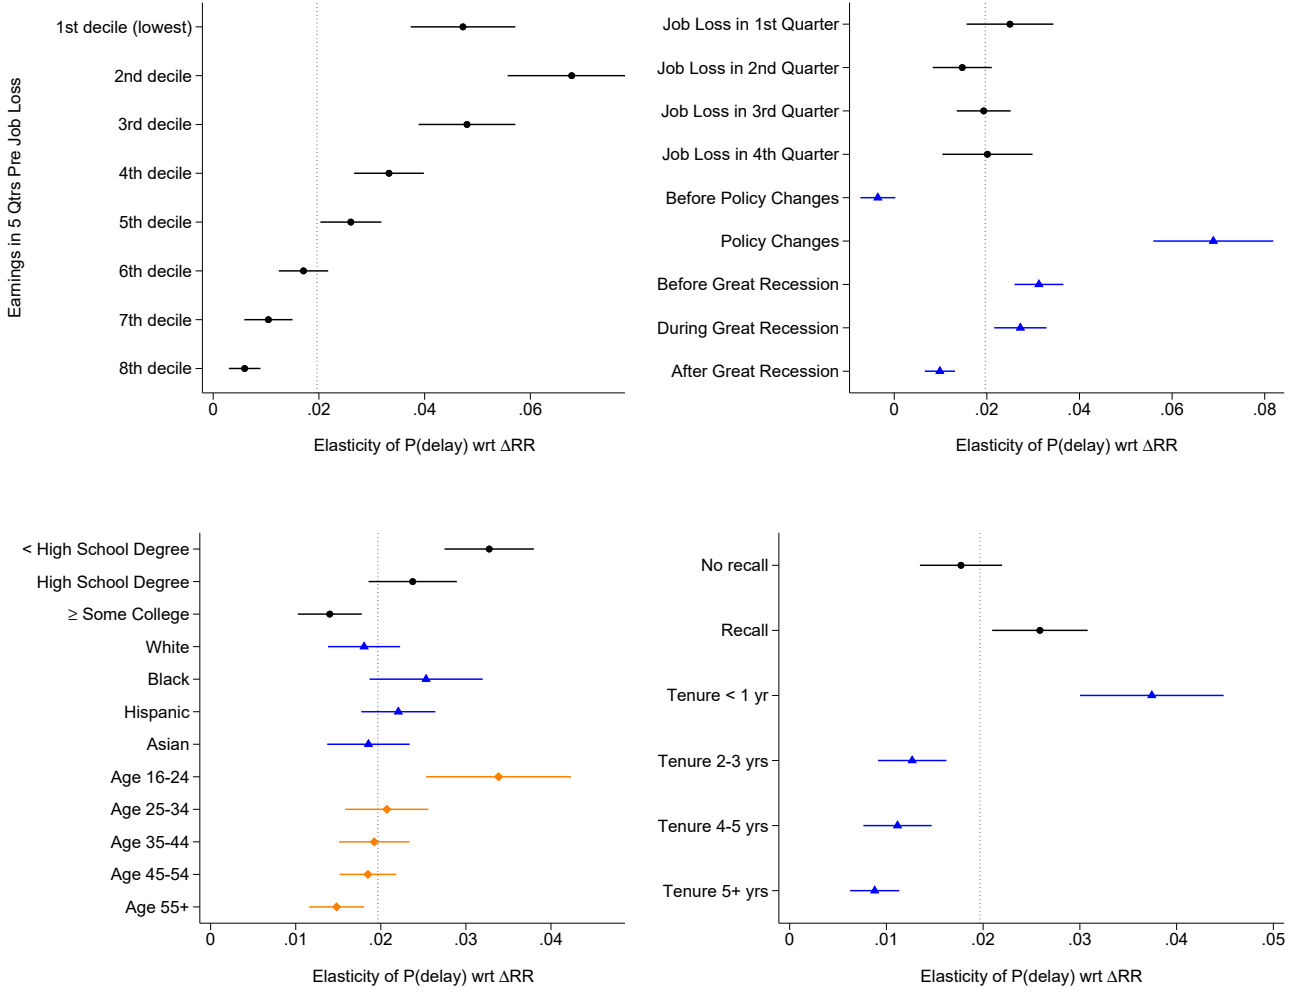 Earnings in 5 Qtrs Pre Job Loss
1st decile (lowest)
2nd decile
3rd decile
4th decile
5th decile
6th decile
7th decile
8th decile
0 .02 .04 .06
Elasticity of P(delay) wrt ΔRR
Job Loss in 1st Quarter
Job Loss in 2nd Quarter
Job Loss in 3rd Quarter
Job Loss in 4th Quarter
Before Policy Changes
Policy Changes
Before Great Recession
During Great Recession
After Great Recession
0 .02 .04 .06 .08
Elasticity of P(delay) wrt ΔRR
< High School Degree
High School Degree
≥ Some College
White
Black
Hispanic
Asian
Age 16-24
Age 25-34
Age 35-44
Age 45-54
Age 55+
0 .01 .02 .03 .04
Elasticity of P(delay) wrt ΔRR
No recall
Recall
Tenure < 1 yr
Tenure 2-3 yrs
Tenure 4-5 yrs
Tenure 5+ yrs
0 .01 .02 .03 .04 .05
Elasticity of P(delay) wrt ΔRR